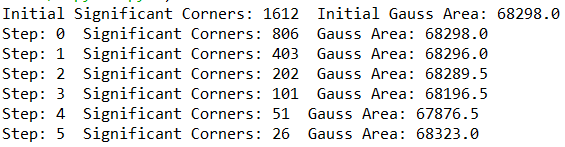 Initial Significant Corners: 1612  Initial Gauss Area: 68298.0
Step: 0  Significant Corners: 806  Gauss Area: 68298.0
Step: 1  Significant Corners: 403  Gauss Area: 68296.0
Step: 2  Significant Corners: 202  Gauss Area: 68289.5
Step: 3  Significant Corners: 101  Gauss Area: 68196.5
Step: 4  Significant Corners: 51  Gauss Area: 67876.5
Step: 5  Significant Corners: 26  Gauss Area: 68323.0